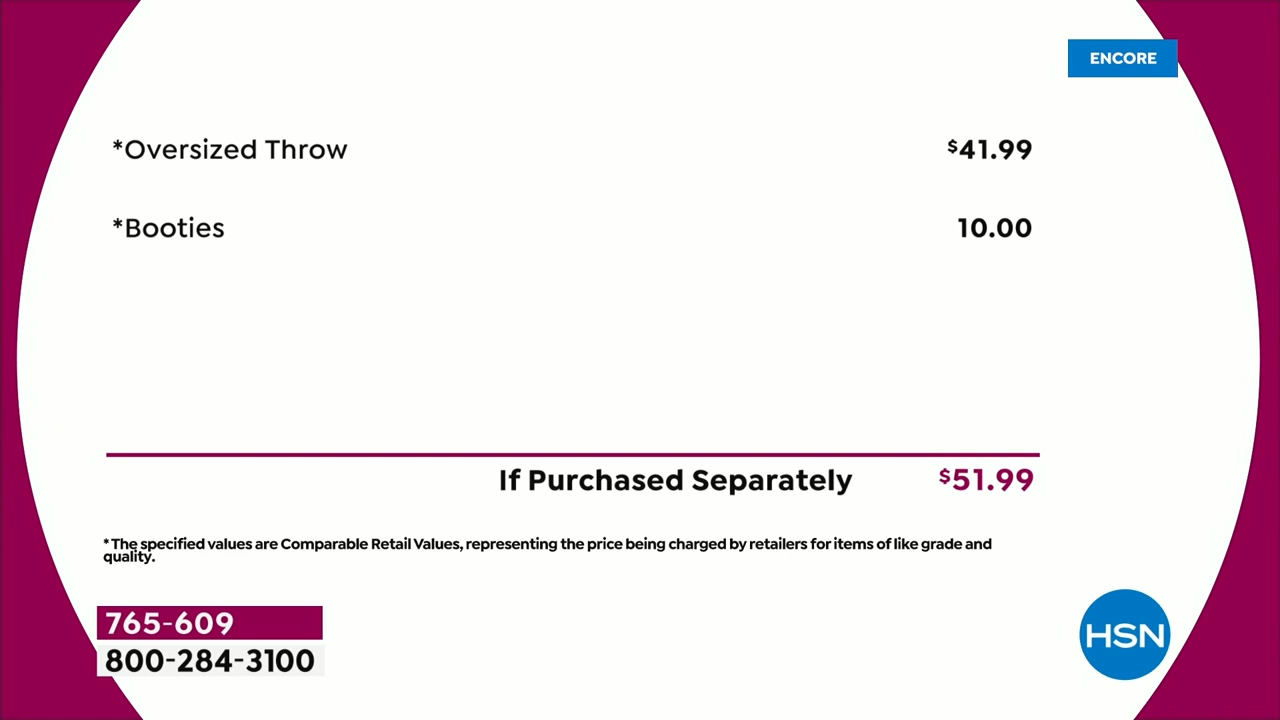 ENCORE
*Oversized Throw $41.99
*Booties 10.00
If Purchased Separately $51.99
*The specified values are Comparable Retail Values, representing the price being charged by retailers for items of like grade and
quality.
765-609
800-284-3100
HSN